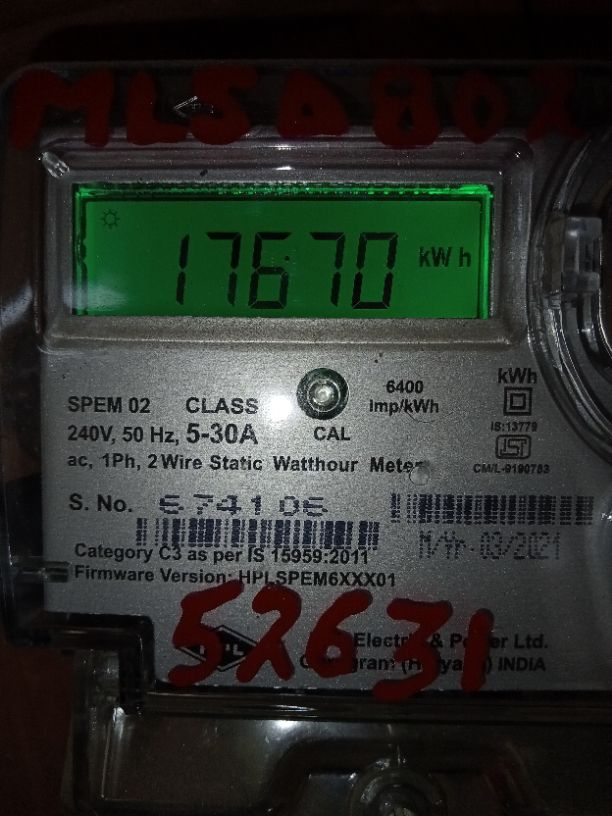 MLSD802
17670 kWh
6400
Imp/kWh
kWh
SPEM 02 CLASS
240V, 50 Hz, 5-30A
CAL
IS:13779
ac, 1Ph, 2 Wire Static Watthour Meter
CM/L-9190783
S. No. 674106
M/Yr-03/2021
Category C3 as per IS 15959:2011
Firmware Version: HPLSPEM6XXX01
52631
Electric & Power Ltd.
INDIA